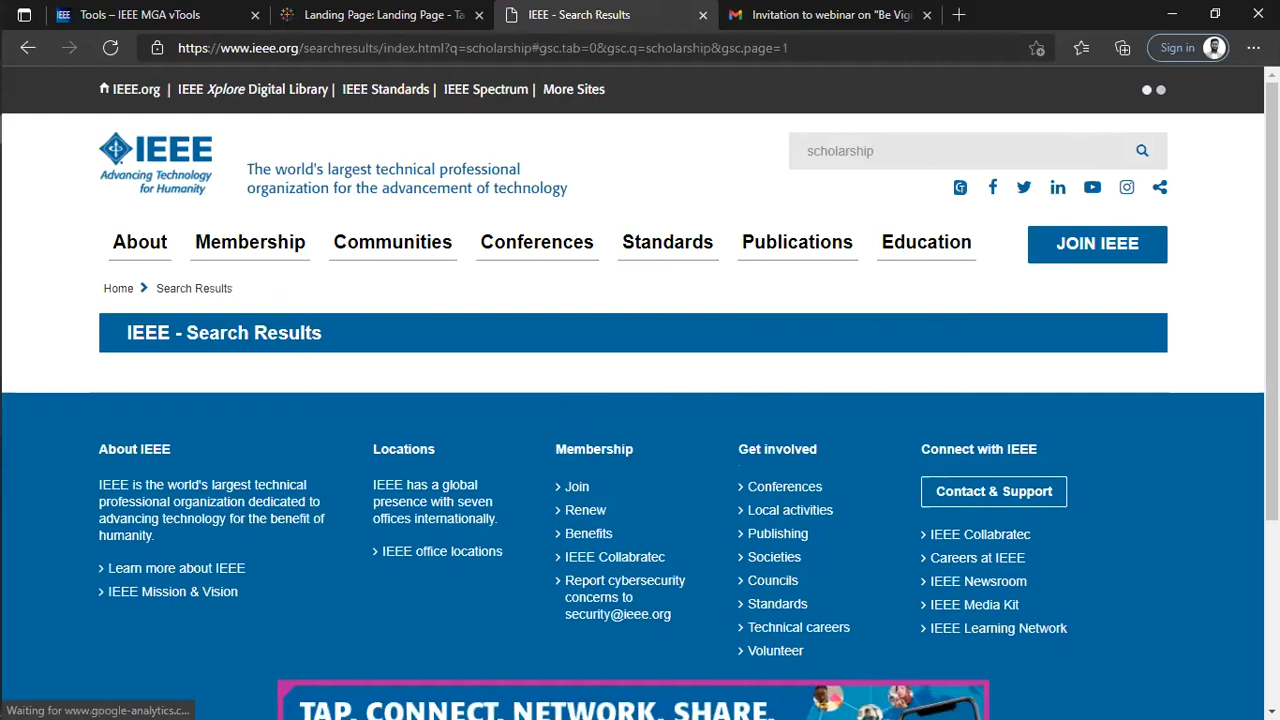 Tools – IEEE MGA vTools
Landing Page: Landing Page - Ta
IEEE - Search Results
Invitation to webinar on "Be Vigi
https://www.ieee.org/searchresults/index.html?q=scholarship#gsc.tab=0&gsc.q=scholarship&gsc.page=1
Sign in
IEEE.org | IEEE Xplore Digital Library | IEEE Standards | IEEE Spectrum | More Sites
IEEE
Advancing Technology
for Humanity
The world's largest technical professional
organization for the advancement of technology
scholarship
About Membership Communities Conferences Standards Publications Education
JOIN IEEE
Home > Search Results
IEEE - Search Results
About IEEE
IEEE is the world's largest technical
professional organization dedicated to
advancing technology for the benefit of
humanity.
Learn more about IEEE
IEEE Mission & Vision
Locations
IEEE has a global
presence with seven
offices internationally.
IEEE office locations
Membership
Join
Renew
Benefits
IEEE Collabratec
Report cybersecurity
concerns to
security@ieee.org
Get involved
Conferences
Local activities
Publishing
Societies
Councils
Standards
Technical careers
Volunteer
Connect with IEEE
Contact & Support
IEEE Collabratec
Careers at IEEE
IEEE Newsroom
IEEE Media Kit
IEEE Learning Network
TAP. CONNECT. NETWORK. SHARE.
Waiting for www.google-analytics.c...